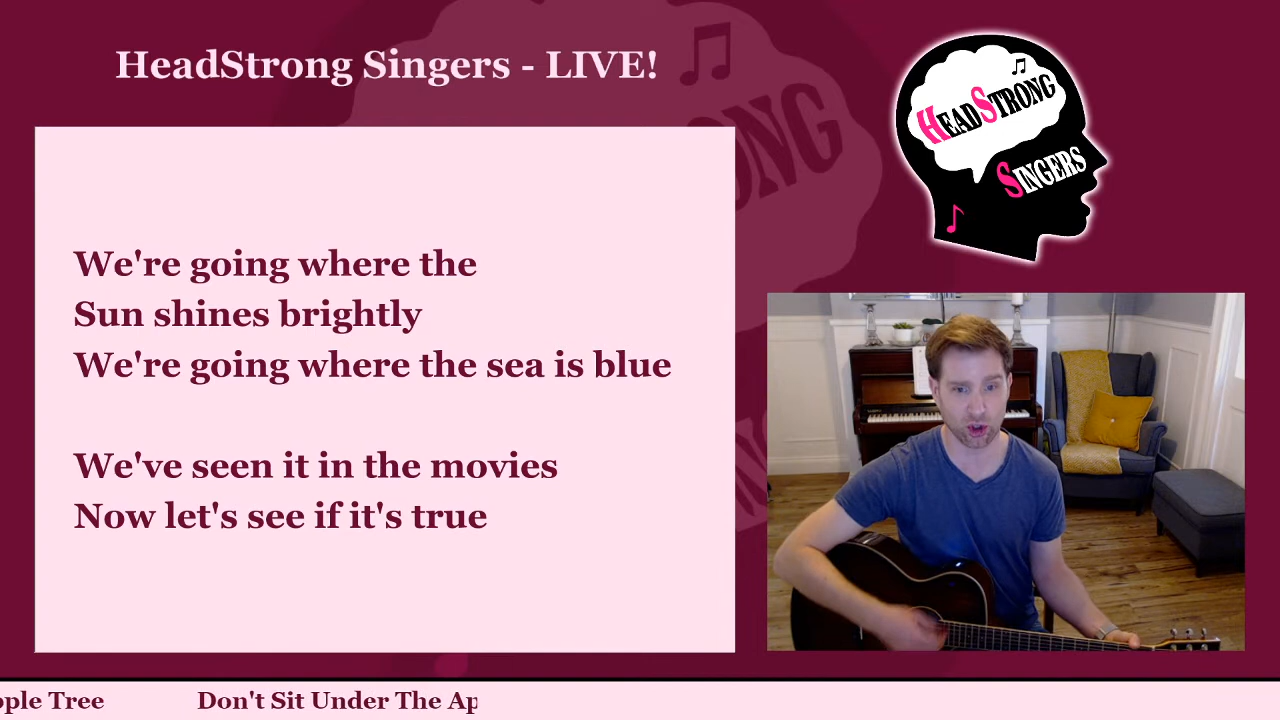 HeadStrong Singers - LIVE!
HEADSTRONG
SINGERS
We're going where the
Sun shines brightly
We're going where the sea is blue
We've seen it in the movies
Now let's see if it's true
ple Tree
Don't Sit Under The Ap